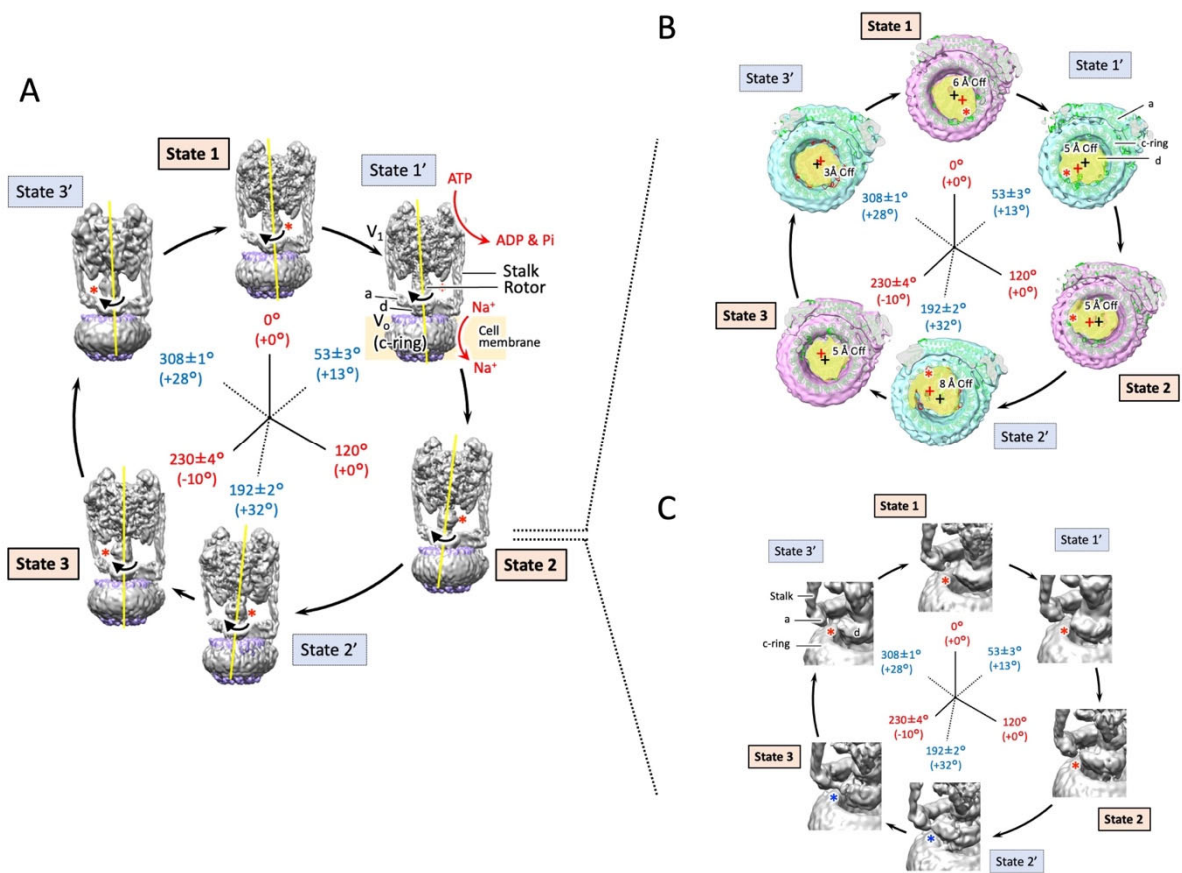 A
State 1
State 3’
State 1’
ATP
ADP & Pi
V1
Stalk
Rotor
a
d
Na+
Vo
(c-ring)
Cell
membrane
Na+
*
*
*
*
*
0°
(+0°)
308±1°
(+28°)
53±3°
(+13°)
230±4°
(-10°)
120°
(+0°)
192±2°
(+32°)
State 3
State 2
State 2’
B
State 1
State 3’
State 1’
6 Å Off
+
+
*
3Å Off
+
+
5 Å Off
+
+
*
a
c-ring
d
0°
(+0°)
308±1°
(+28°)
53±3°
(+13°)
230±4°
(-10°)
120°
(+0°)
192±2°
(+32°)
5 Å Off
+
+
*
State 3
5 Å Off
+
+
8 Å Off
+
+
*
State 2
State 2’
C
State 1
State 3’
State 1’
Stalk
a
c-ring
d
*
*
*
0°
(+0°)
308±1°
(+28°)
53±3°
(+13°)
230±4°
(-10°)
120°
(+0°)
192±2°
(+32°)
State 3
*
*
*
State 2
State 2’